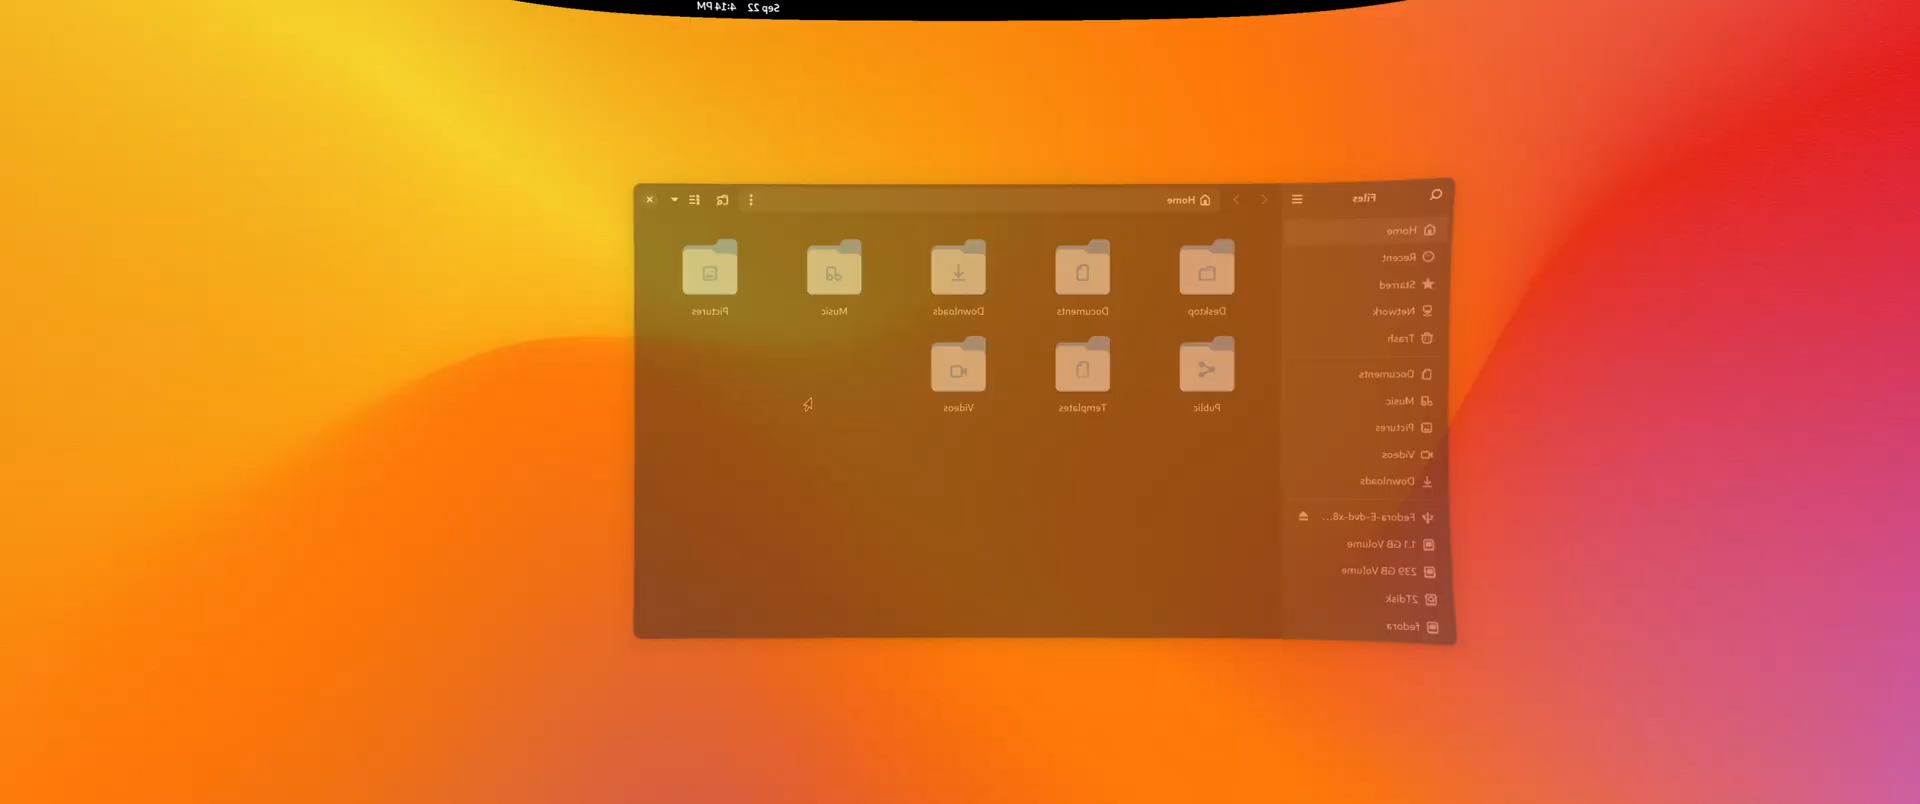 Sep 22 4:14 PM
Files
Home
Recent
Starred
Network
Trash
Documents
Music
Pictures
Videos
Downloads
Fedora-E-dvd-x8...
1.1 GB Volume
239 GB Volume
2Tdisk
fedora
Home
Desktop
Documents
Downloads
Music
Pictures
Public
Templates
Videos